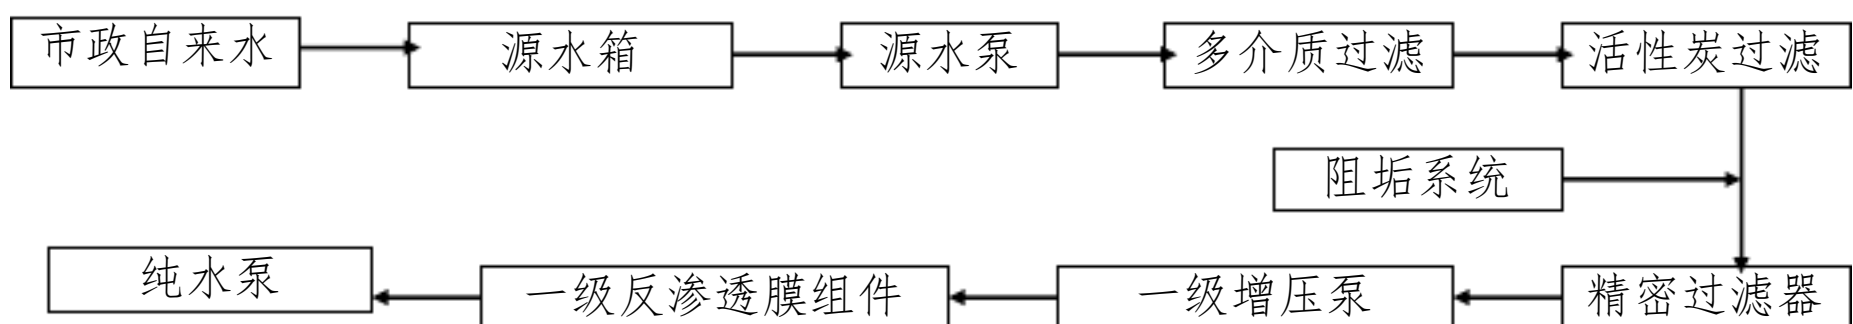 市政自来水
源水箱
源水泵
多介质过滤
活性炭过滤
阻垢系统
纯水泵
一级反渗透膜组件
一级增压泵
精密过滤器